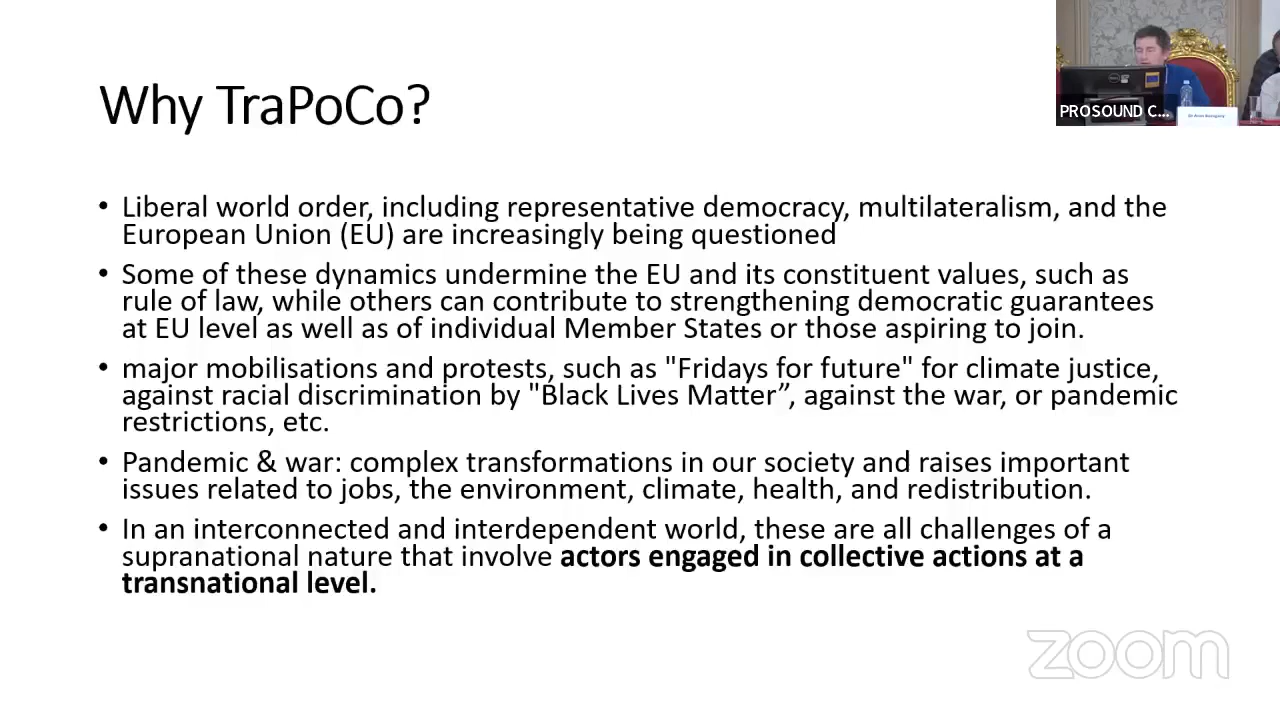 Why TraPoCo?
PROSOUND C...
• Liberal world order, including representative democracy, multilateralism, and the
European Union (EU) are increasingly being questioned
• Some of these dynamics undermine the EU and its constituent values, such as
rule of law, while others can contribute to strengthening democratic guarantees
at EU level as well as of individual Member States or those aspiring to join.
• major mobilisations and protests, such as "Fridays for future" for climate justice,
against racial discrimination by "Black Lives Matter”, against the war, or pandemic
restrictions, etc.
• Pandemic & war: complex transformations in our society and raises important
issues related to jobs, the environment, climate, health, and redistribution.
• In an interconnected and interdependent world, these are all challenges of a
supranational nature that involve actors engaged in collective actions at a
transnational level.
zoom